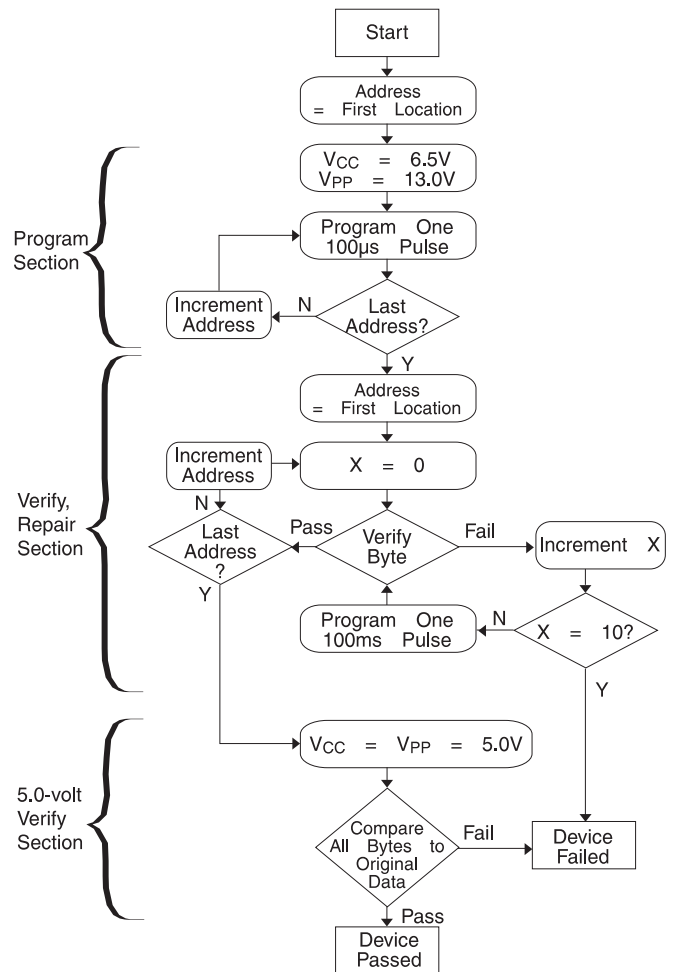 Start
Address
= First Location
VCC = 6.5V
VPP = 13.0V
Program
Section
Program One
100µs Pulse
Increment
Address
N
Last
Address?
Y
Address
= First Location
Increment
Address
X = 0
Verify,
Repair
Section
N
Last
Address
?
Y
Pass
Verify
Byte
Fail
Increment X
Program One
100ms Pulse
N
X = 10?
Y
VCC = VPP = 5.0V
5.0-volt
Verify
Section
Compare
All Bytes to
Original
Data
Fail
Device
Failed
Pass
Device
Passed